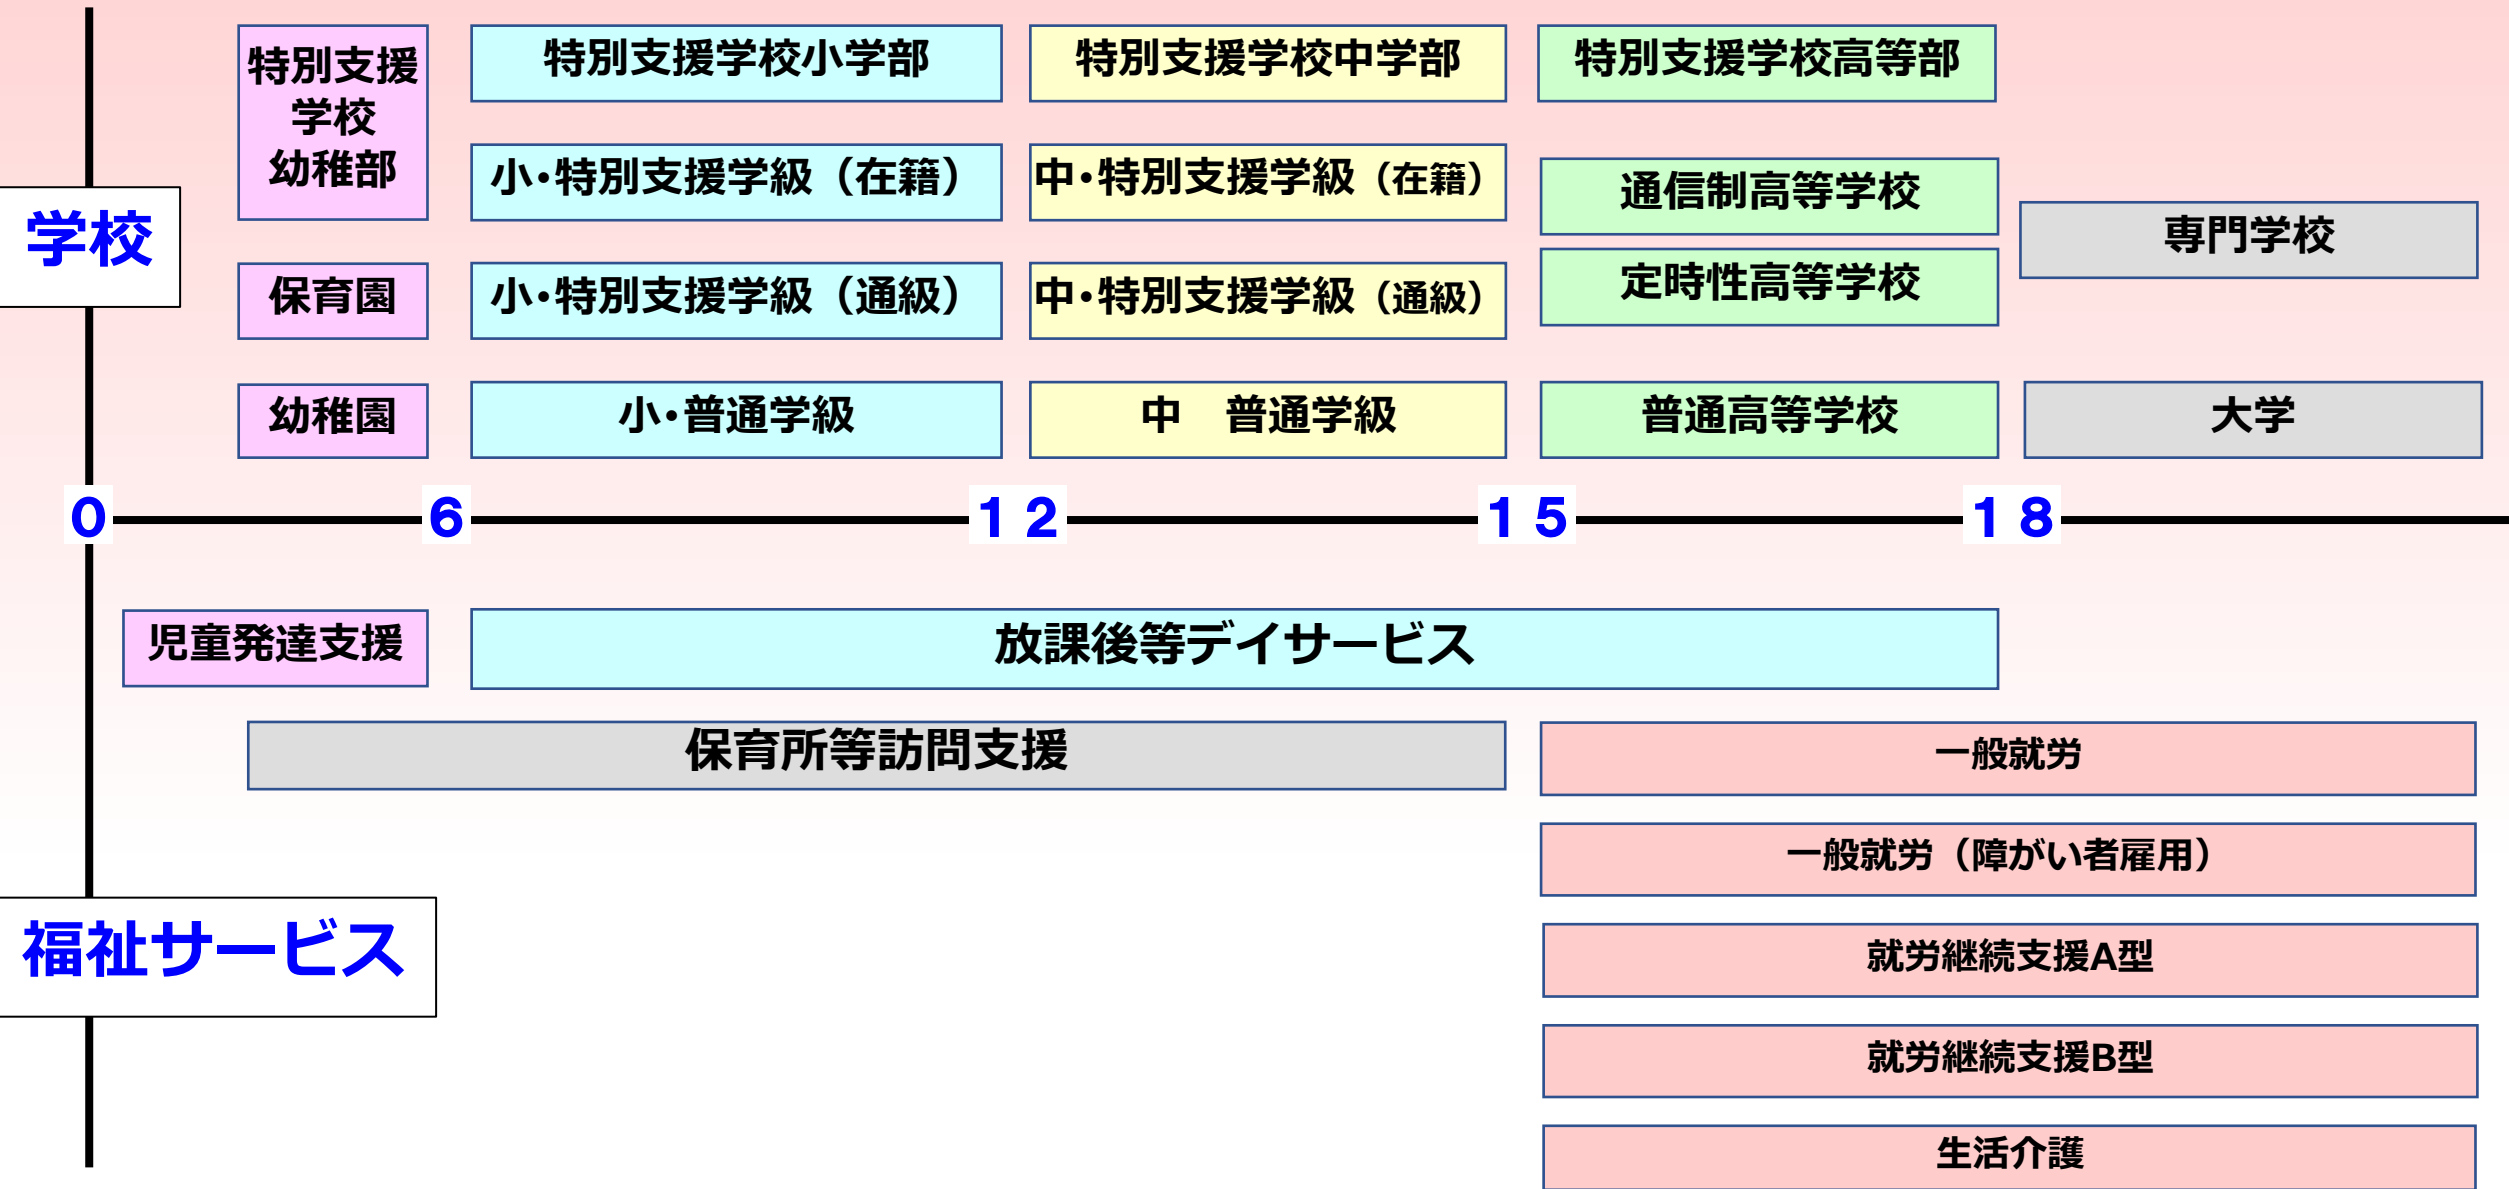 特別支援
学校
幼稚部
特別支援学校小学部
特別支援学校中学部
特別支援学校高等部
小・特別支援学級（在籍）
中・特別支援学級（在籍）
通信制高等学校
学校
専門学校
保育園
小・特別支援学級（通級）
中・特別支援学級（通級）
定時性高等学校
幼稚園
小・普通学級
中　普通学級
普通高等学校
大学
０
６
１２
１５
１８
児童発達支援
放課後等デイサービス
保育所等訪問支援
一般就労
一般就労（障がい者雇用）
福祉サービス
就労継続支援A型
就労継続支援B型
生活介護